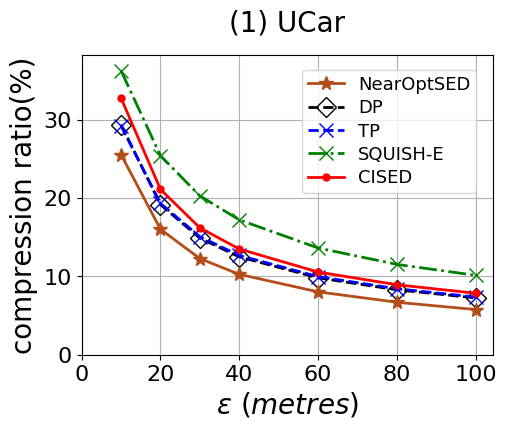 (1) UCar
compression ratio(%)
30
20
10
0
NearOptSED
DP
TP
SQUISH-E
CISED
0 20 40 60 80 100
ε (metres)